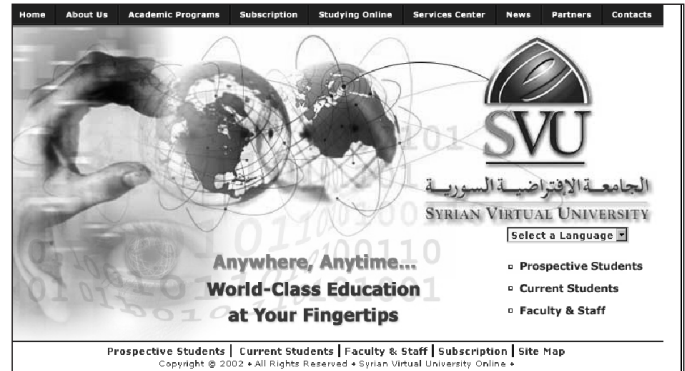 Home About Us Academic Programs Subscription Studying Online Services Center News Partners Contacts
SVU
الجامعة الإفتراضية السورية
SYRIAN VIRTUAL UNIVERSITY
Select a Language
Anywhere, Anytime...
World-Class Education
at Your Fingertips
Prospective Students
Current Students
Faculty & Staff
Prospective Students | Current Students | Faculty & Staff | Subscription | Site Map
Copyright @ 2002 • All Rights Reserved • Syrian Virtual University Online •